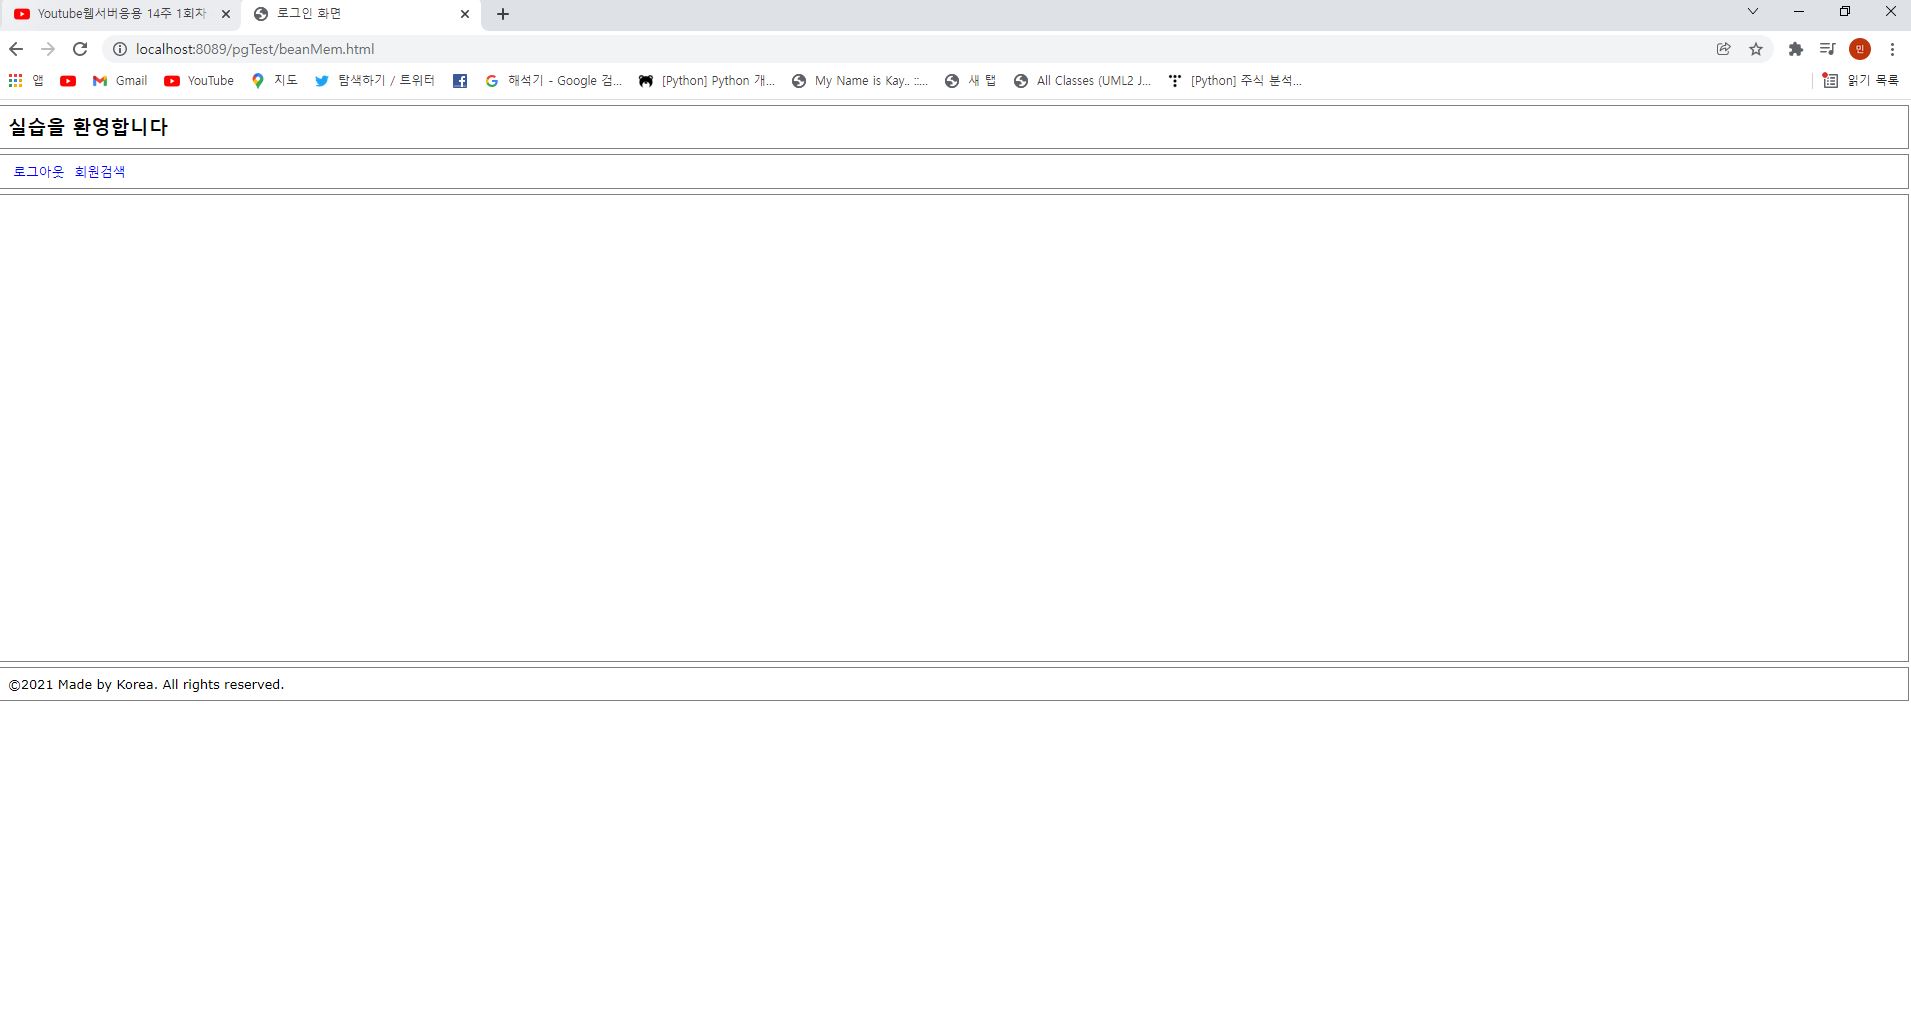 Youtube웹서버응용 14주 1회차
로그인 화면
localhost:8089/pgTest/beanMem.html
민
앱
Gmail
YouTube
지도
탐색하기 / 트위터
해석기 - Google 검...
[Python] Python 개...
My Name is Kay.. ::...
새 탭
All Classes (UML2 J...
[Python] 주식 분석...
읽기 목록
실습을 환영합니다
로그아웃 회원검색
©2021 Made by Korea. All rights reserved.